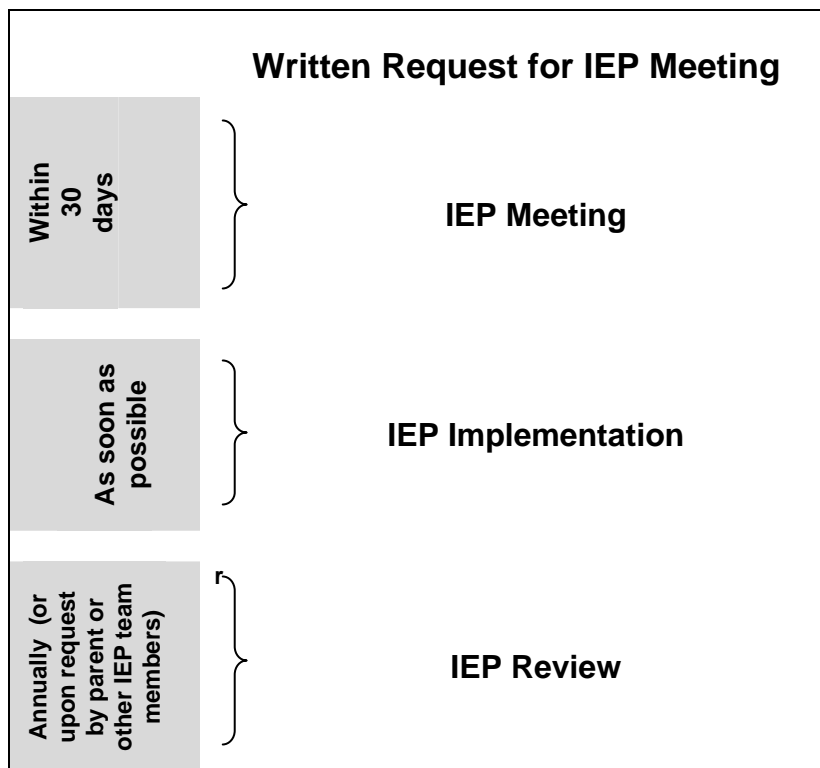 Written Request for IEP Meeting
Within
30
days
IEP Meeting
As soon as
possible
IEP Implementation
r
Annually (or
upon request
by parent or
other IEP team
members)
IEP Review